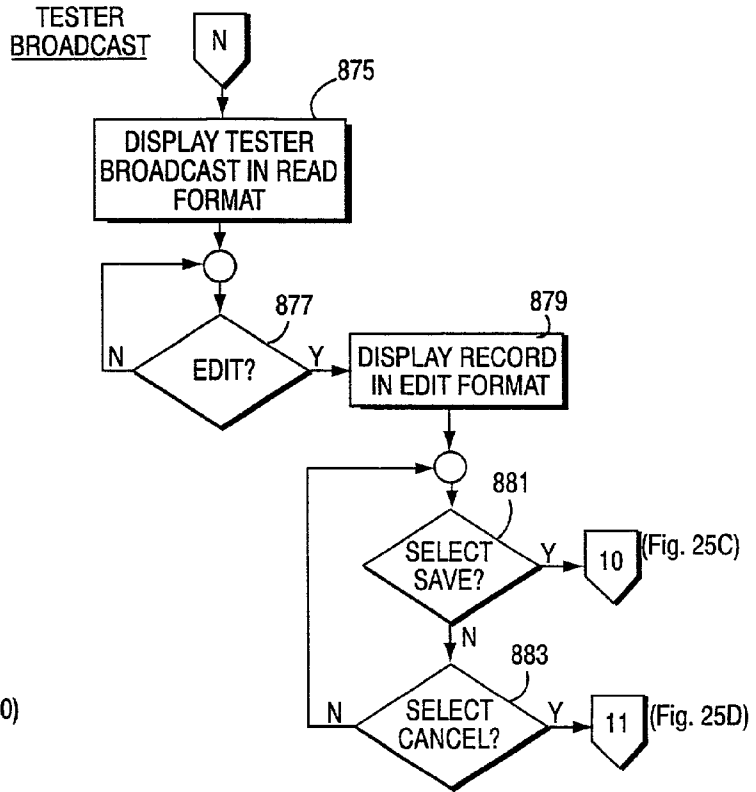 TESTER
BROADCAST
N
875
DISPLAY TESTER
BROADCAST IN READ
FORMAT
877
N
EDIT?
Y
879
DISPLAY RECORD
IN EDIT FORMAT
881
SELECT
SAVE?
Y
10
(Fig. 25C)
N
883
0)
N
SELECT
CANCEL?
Y
11
(Fig. 25D)